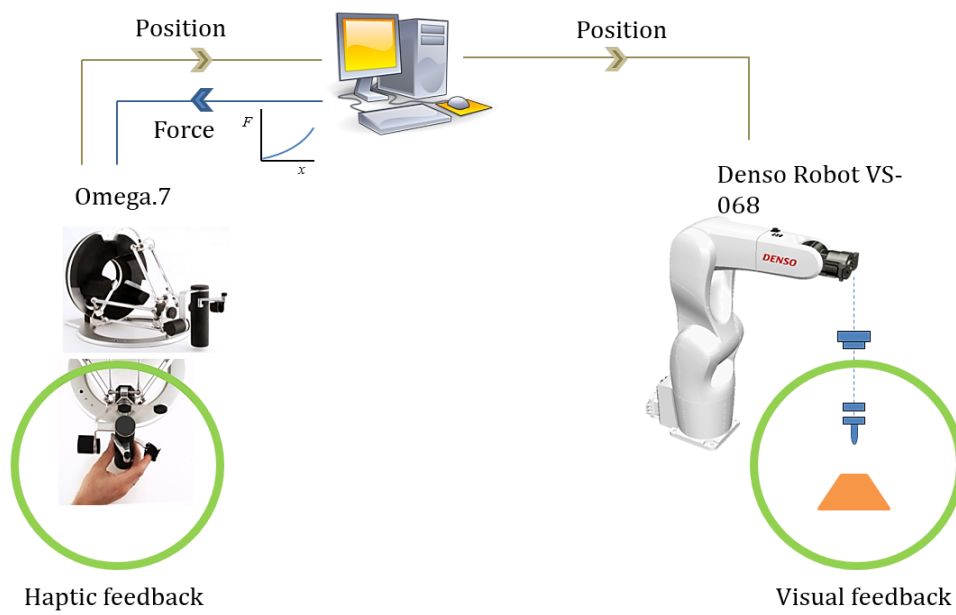 Position
Position
Force
F
x
Omega.7
Denso Robot VS-
068
DENSO
Haptic feedback
Visual feedback